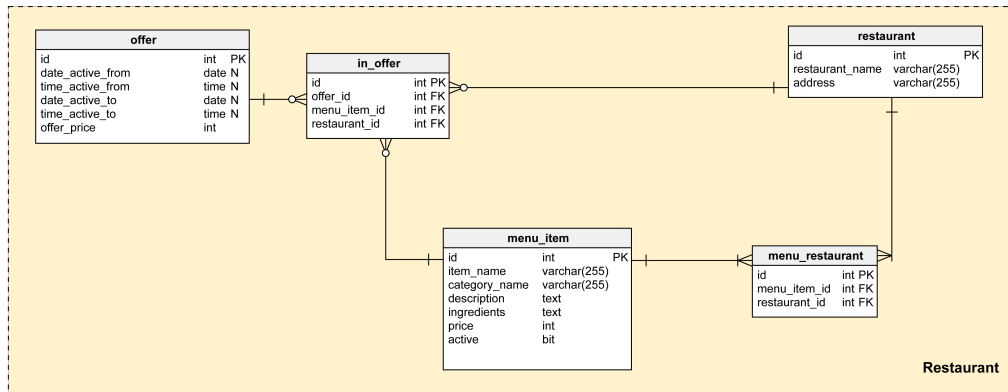 offer
id int PK
date_active_from date N
time_active_from time N
date_active_to date N
time_active_to time N
offer_price int
in_offer
id int PK
offer_id int FK
menu_item_id int FK
restaurant_id int FK
restaurant
id int PK
restaurant_name varchar(255)
address varchar(255)
menu_item
id int PK
item_name varchar(255)
category_name varchar(255)
description text
ingredients text
price int
active bit
menu_restaurant
id int PK
menu_item_id int FK
restaurant_id int FK
Restaurant